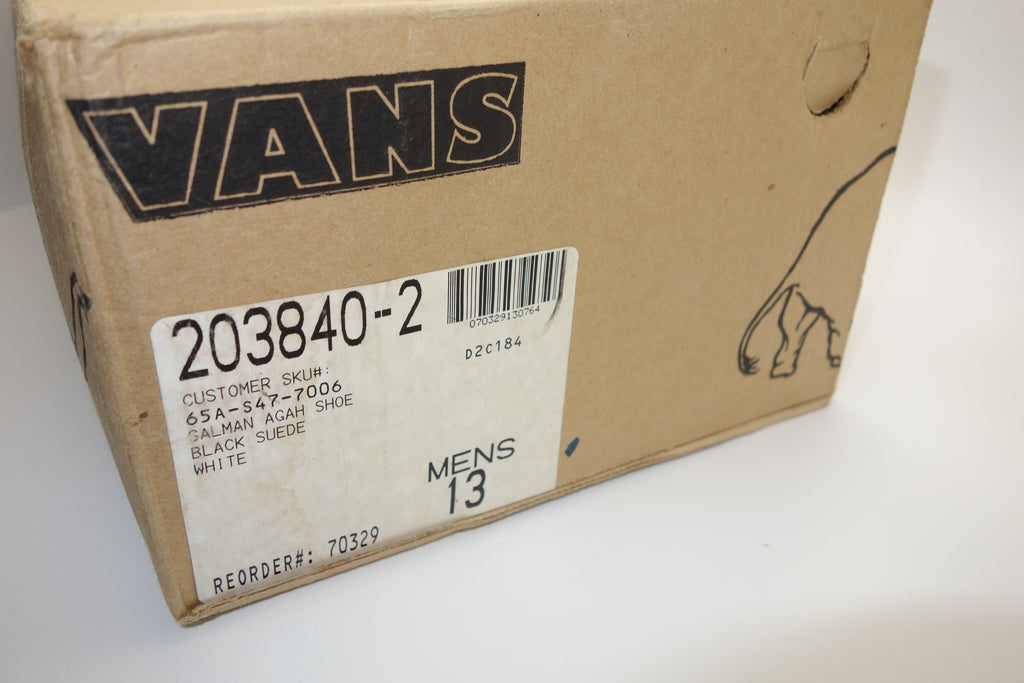 VANS
203840-2
070329130764
D2C184
CUSTOMER SKU#:
65A-S47-7006
SALMAN AGAH SHOE
BLACK SUEDE
WHITE
MENS
13
REORDER#: 70329